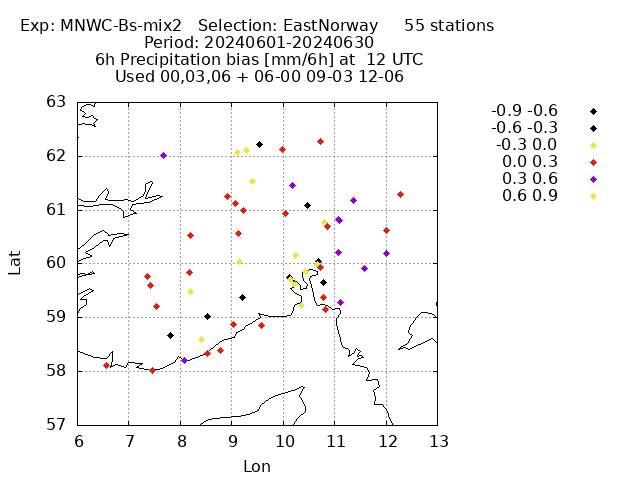 Exp: MNWC-Bs-mix2 Selection: EastNorway 55 stations
Period: 20240601-20240630
6h Precipitation bias [mm/6h] at 12 UTC
Used 00,03,06 + 06-00 09-03 12-06
-0.9 -0.6
-0.6 -0.3
-0.3 0.0
0.0 0.3
0.3 0.6
0.6 0.9
63
62
61
60
59
58
57
Lat
6 7 8 9 10 11 12 13
Lon